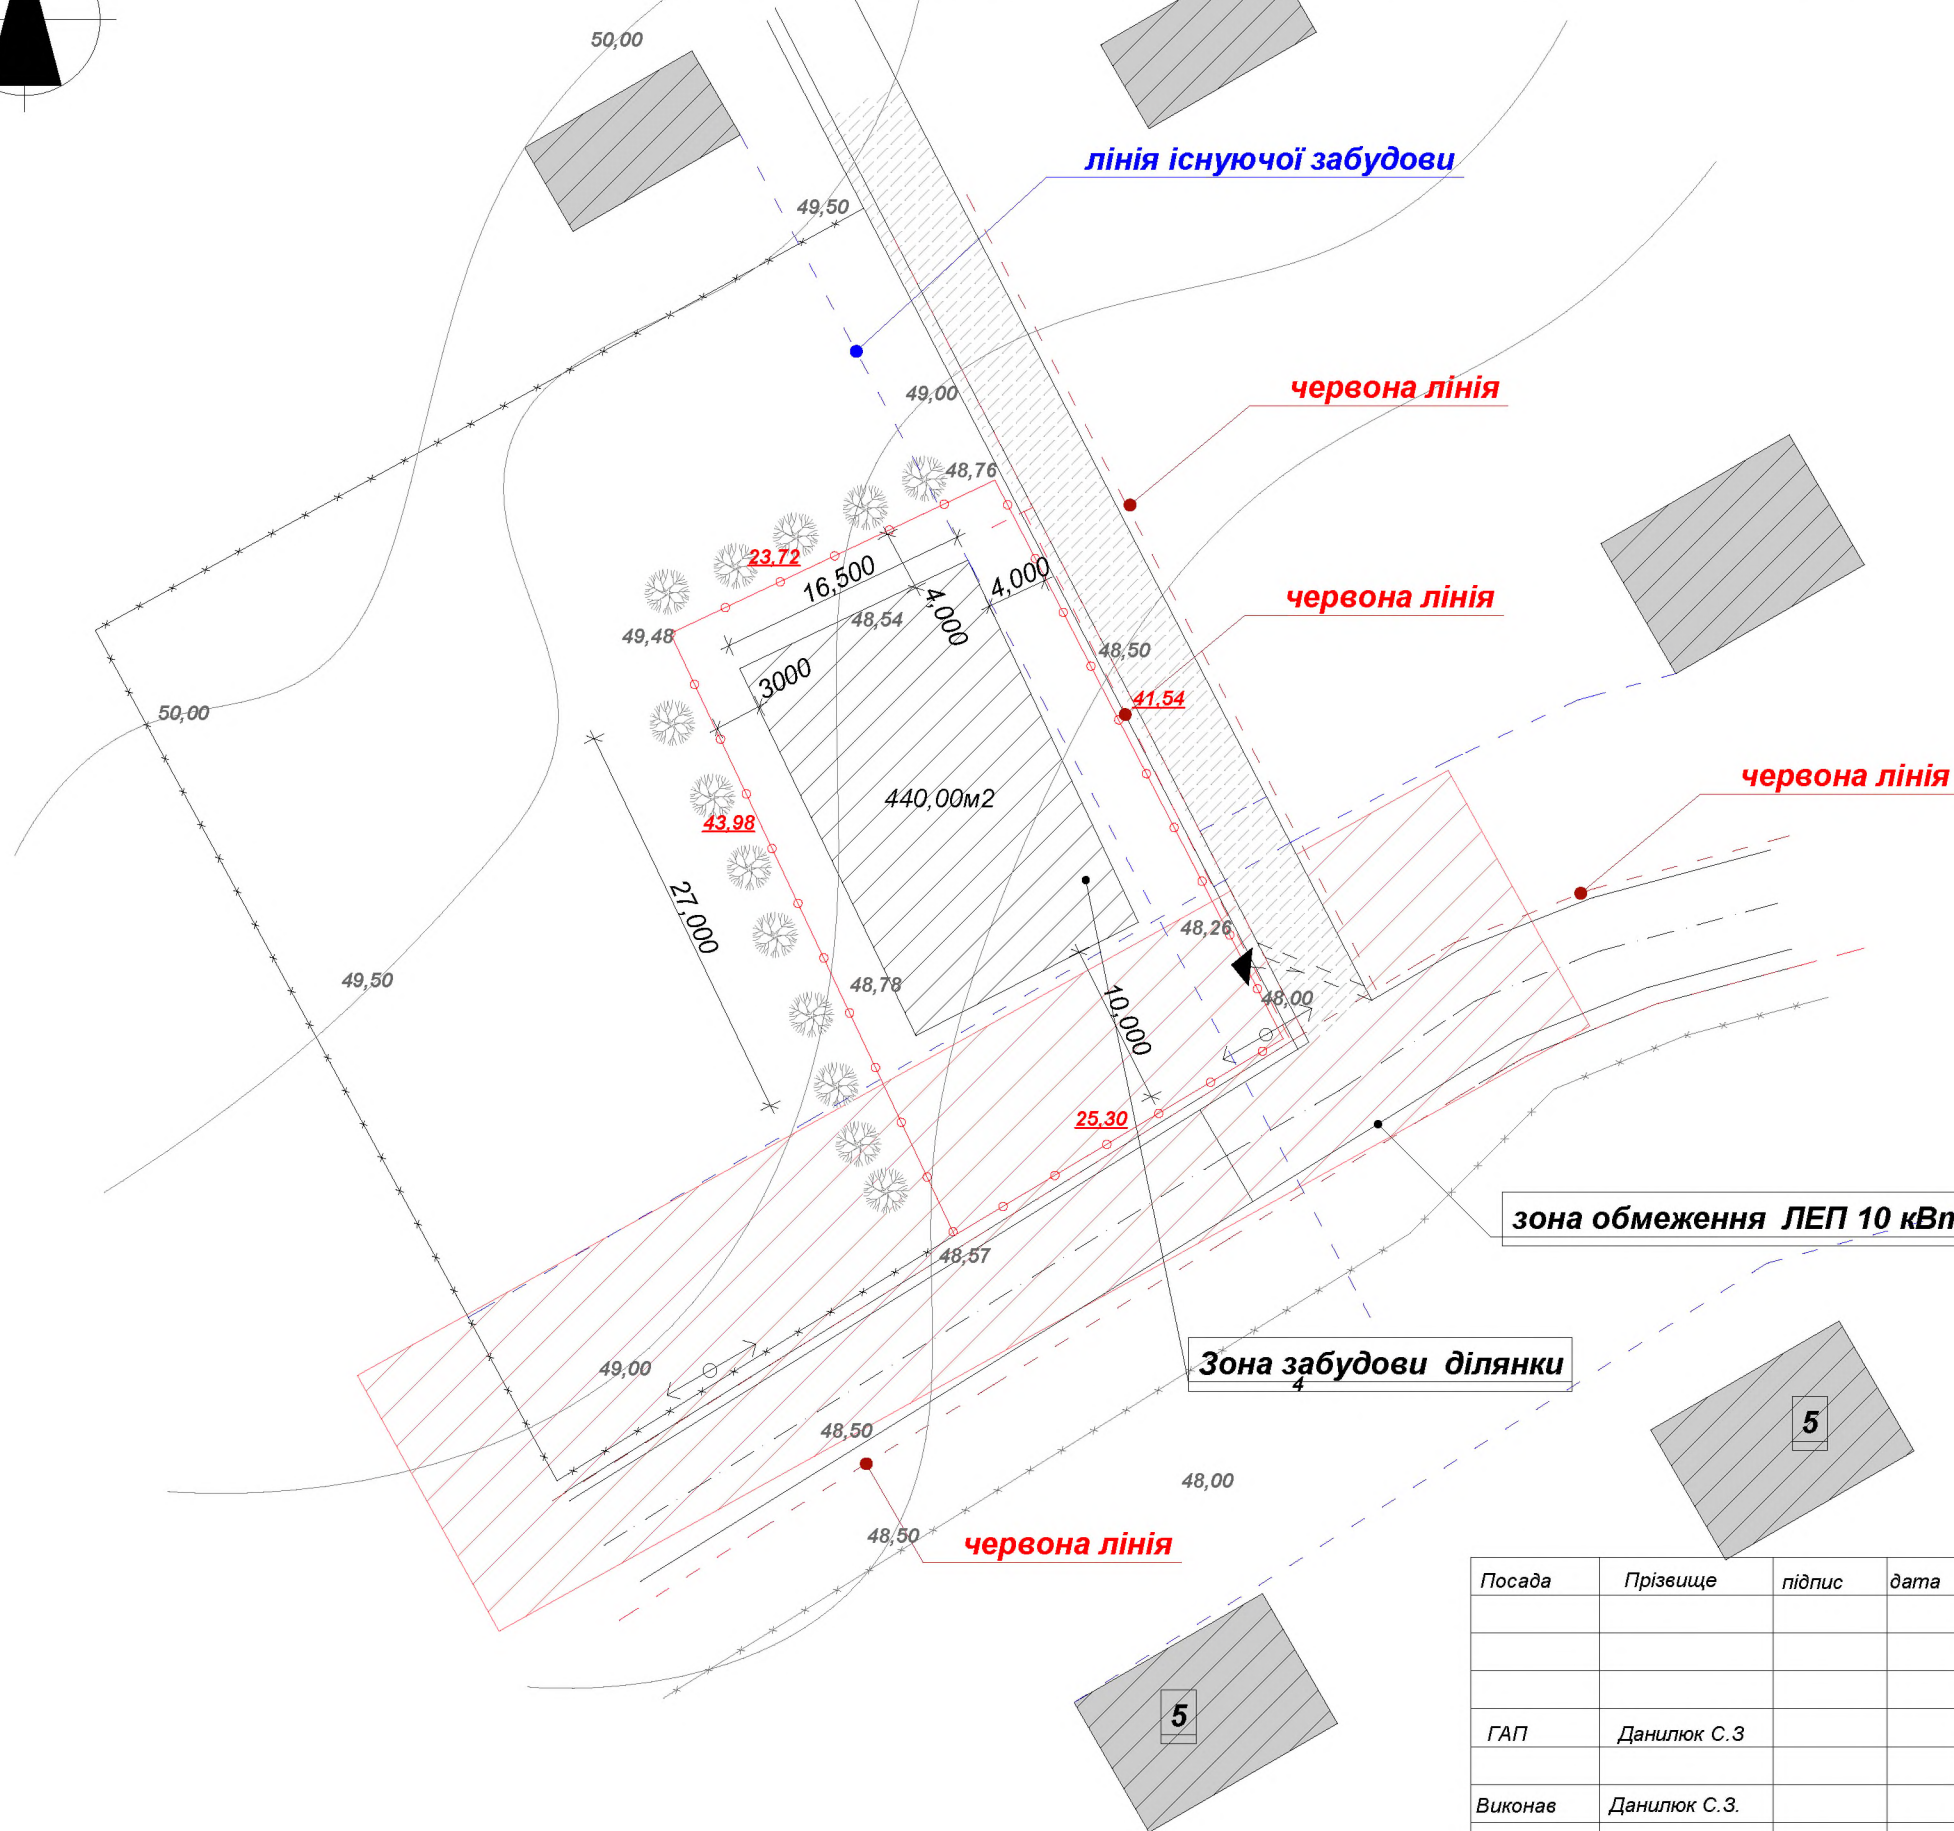 50,00
лінія існуючої забудови
49,50
червона лінія
49,00
48,76
23,72
16,500
4,000
4,000
48,54
червона лінія
49,48
48,50
3000
41,54
50,00
червона лінія
440,00м2
43,98
27,000
48,26
49,50
48,78
48,00
10,000
25,30
зона обмеження ЛЕП 10 кВт
48,57
Зона забудови ділянки
4
49,00
48,50
5
48,00
48,50
червона лінія
Посада Прізвище підпис дата
5
ГАП Данилюк С.З
Виконав Данилюк С.З.